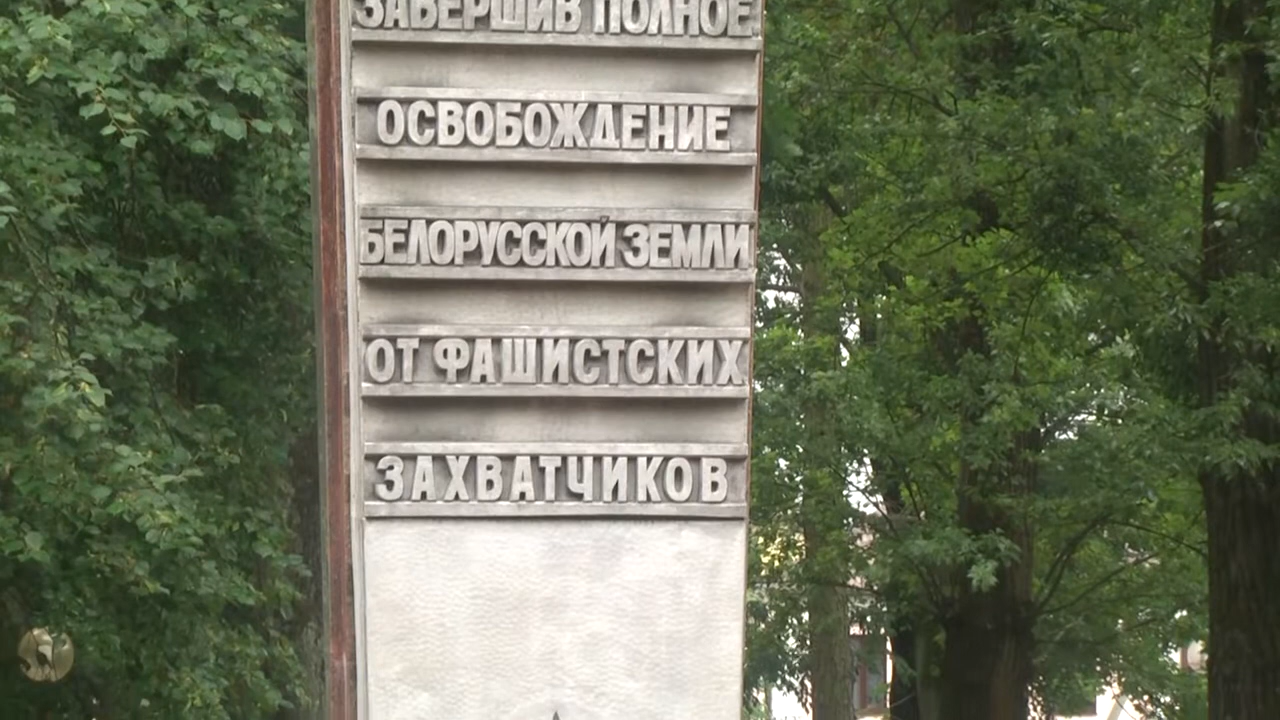 ЗАВЕРШИВ ПОЛНОЕ
ОСВОБОЖДЕНИЕ
БЕЛОРУССКОЙ ЗЕМЛИ
ОТ ФАШИСТСКИХ
ЗАХВАТЧИКОВ